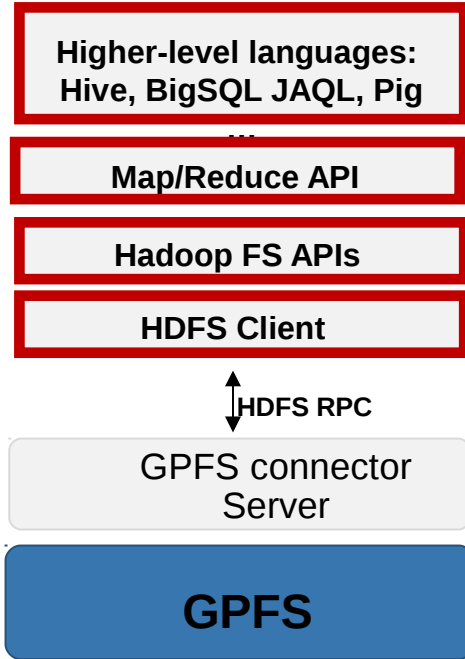 Higher-level languages:
Hive, BigSQL JAQL, Pig
...
Map/Reduce API
Hadoop FS APIs
HDFS Client
HDFS RPC
GPFS connector
Server
GPFS